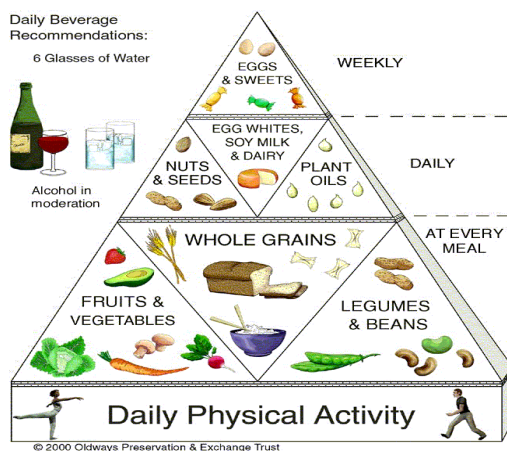 Daily Beverage
Recommendations:
6 Glasses of Water
Alcohol in
moderation
EGGS
& SWEETS
WEEKLY
EGG WHITES,
SOY MILK
& DAIRY
NUTS
& SEEDS
PLANT
OILS
DAILY
WHOLE GRAINS
AT EVERY
MEAL
FRUITS &
VEGETABLES
LEGUMES
& BEANS
Daily Physical Activity
© 2000 Oldways Preservation & Exchange Trust